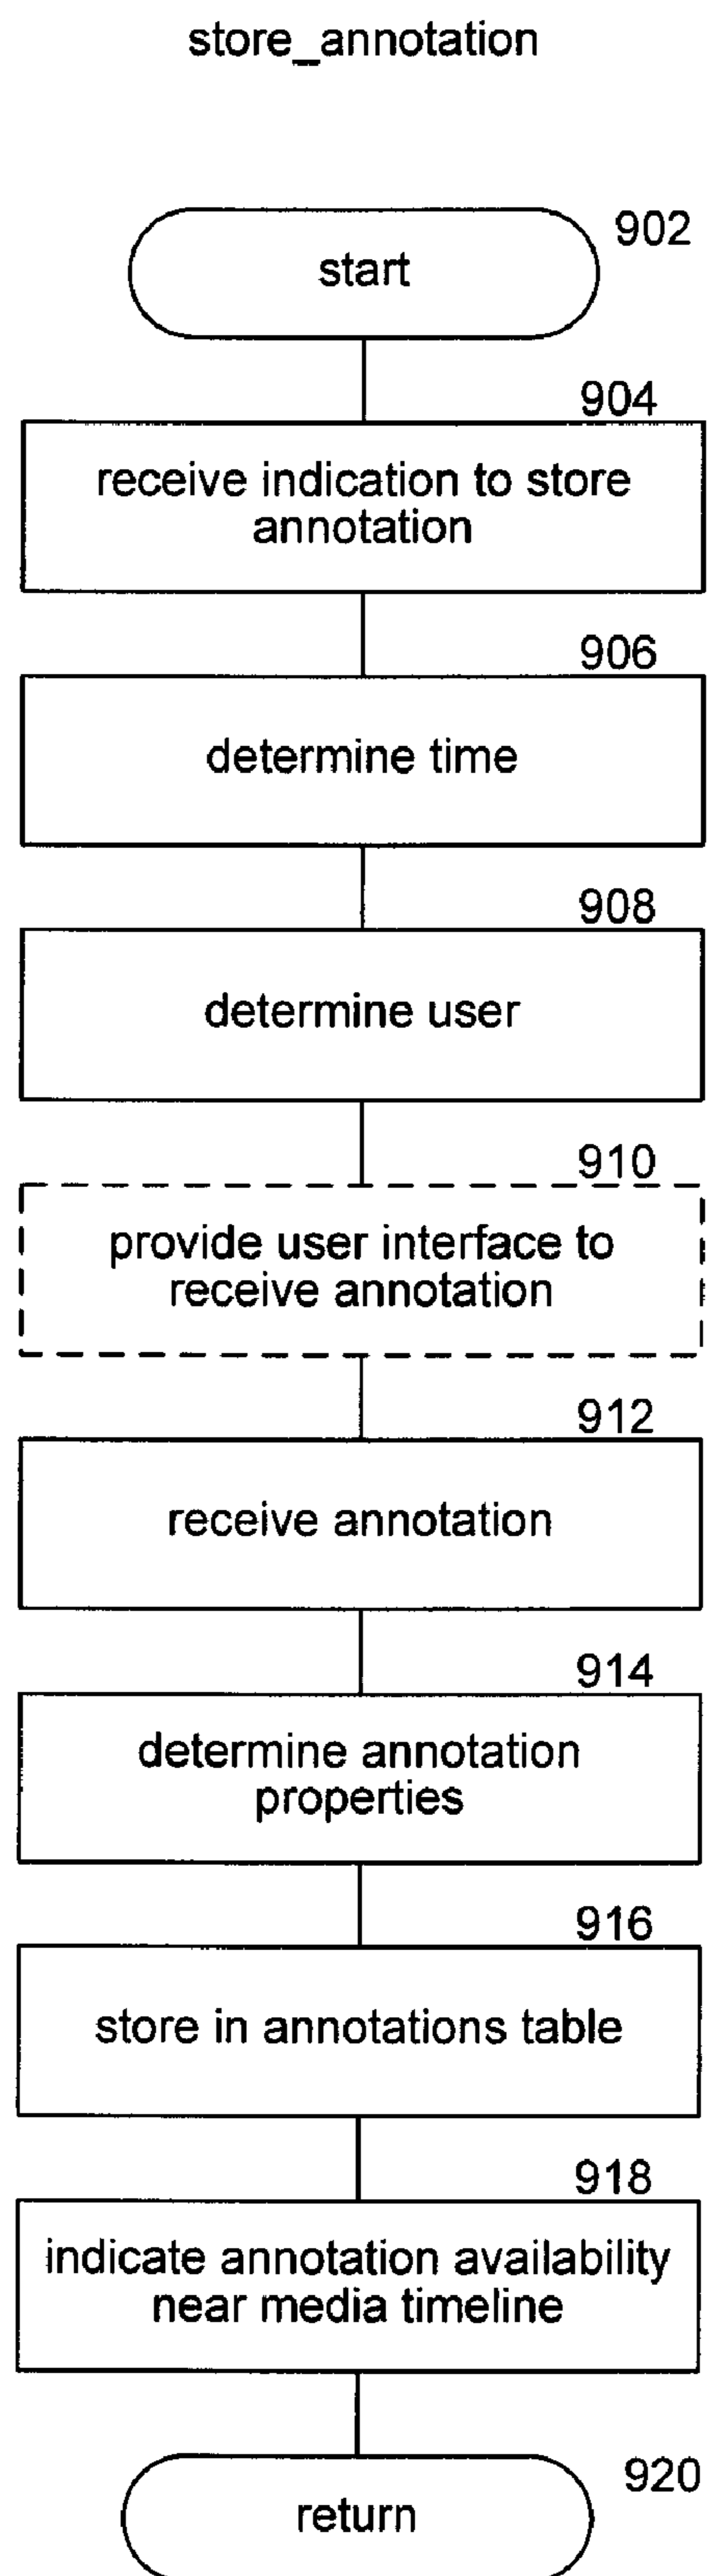 store_annotation
902
start
904
receive indication to store
annotation
906
determine time
908
determine user
910
provide user interface to
receive annotation
912
receive annotation
914
determine annotation
properties
916
store in annotations table
918
indicate annotation availability
near media timeline
920
return